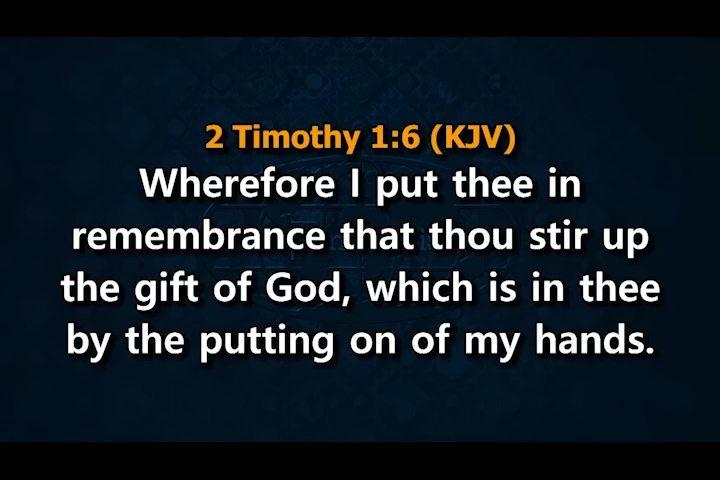 2 Timothy 1:6 (KJV)
Wherefore I put thee in
remembrance that thou stir up
the gift of God, which is in thee
by the putting on of my hands.